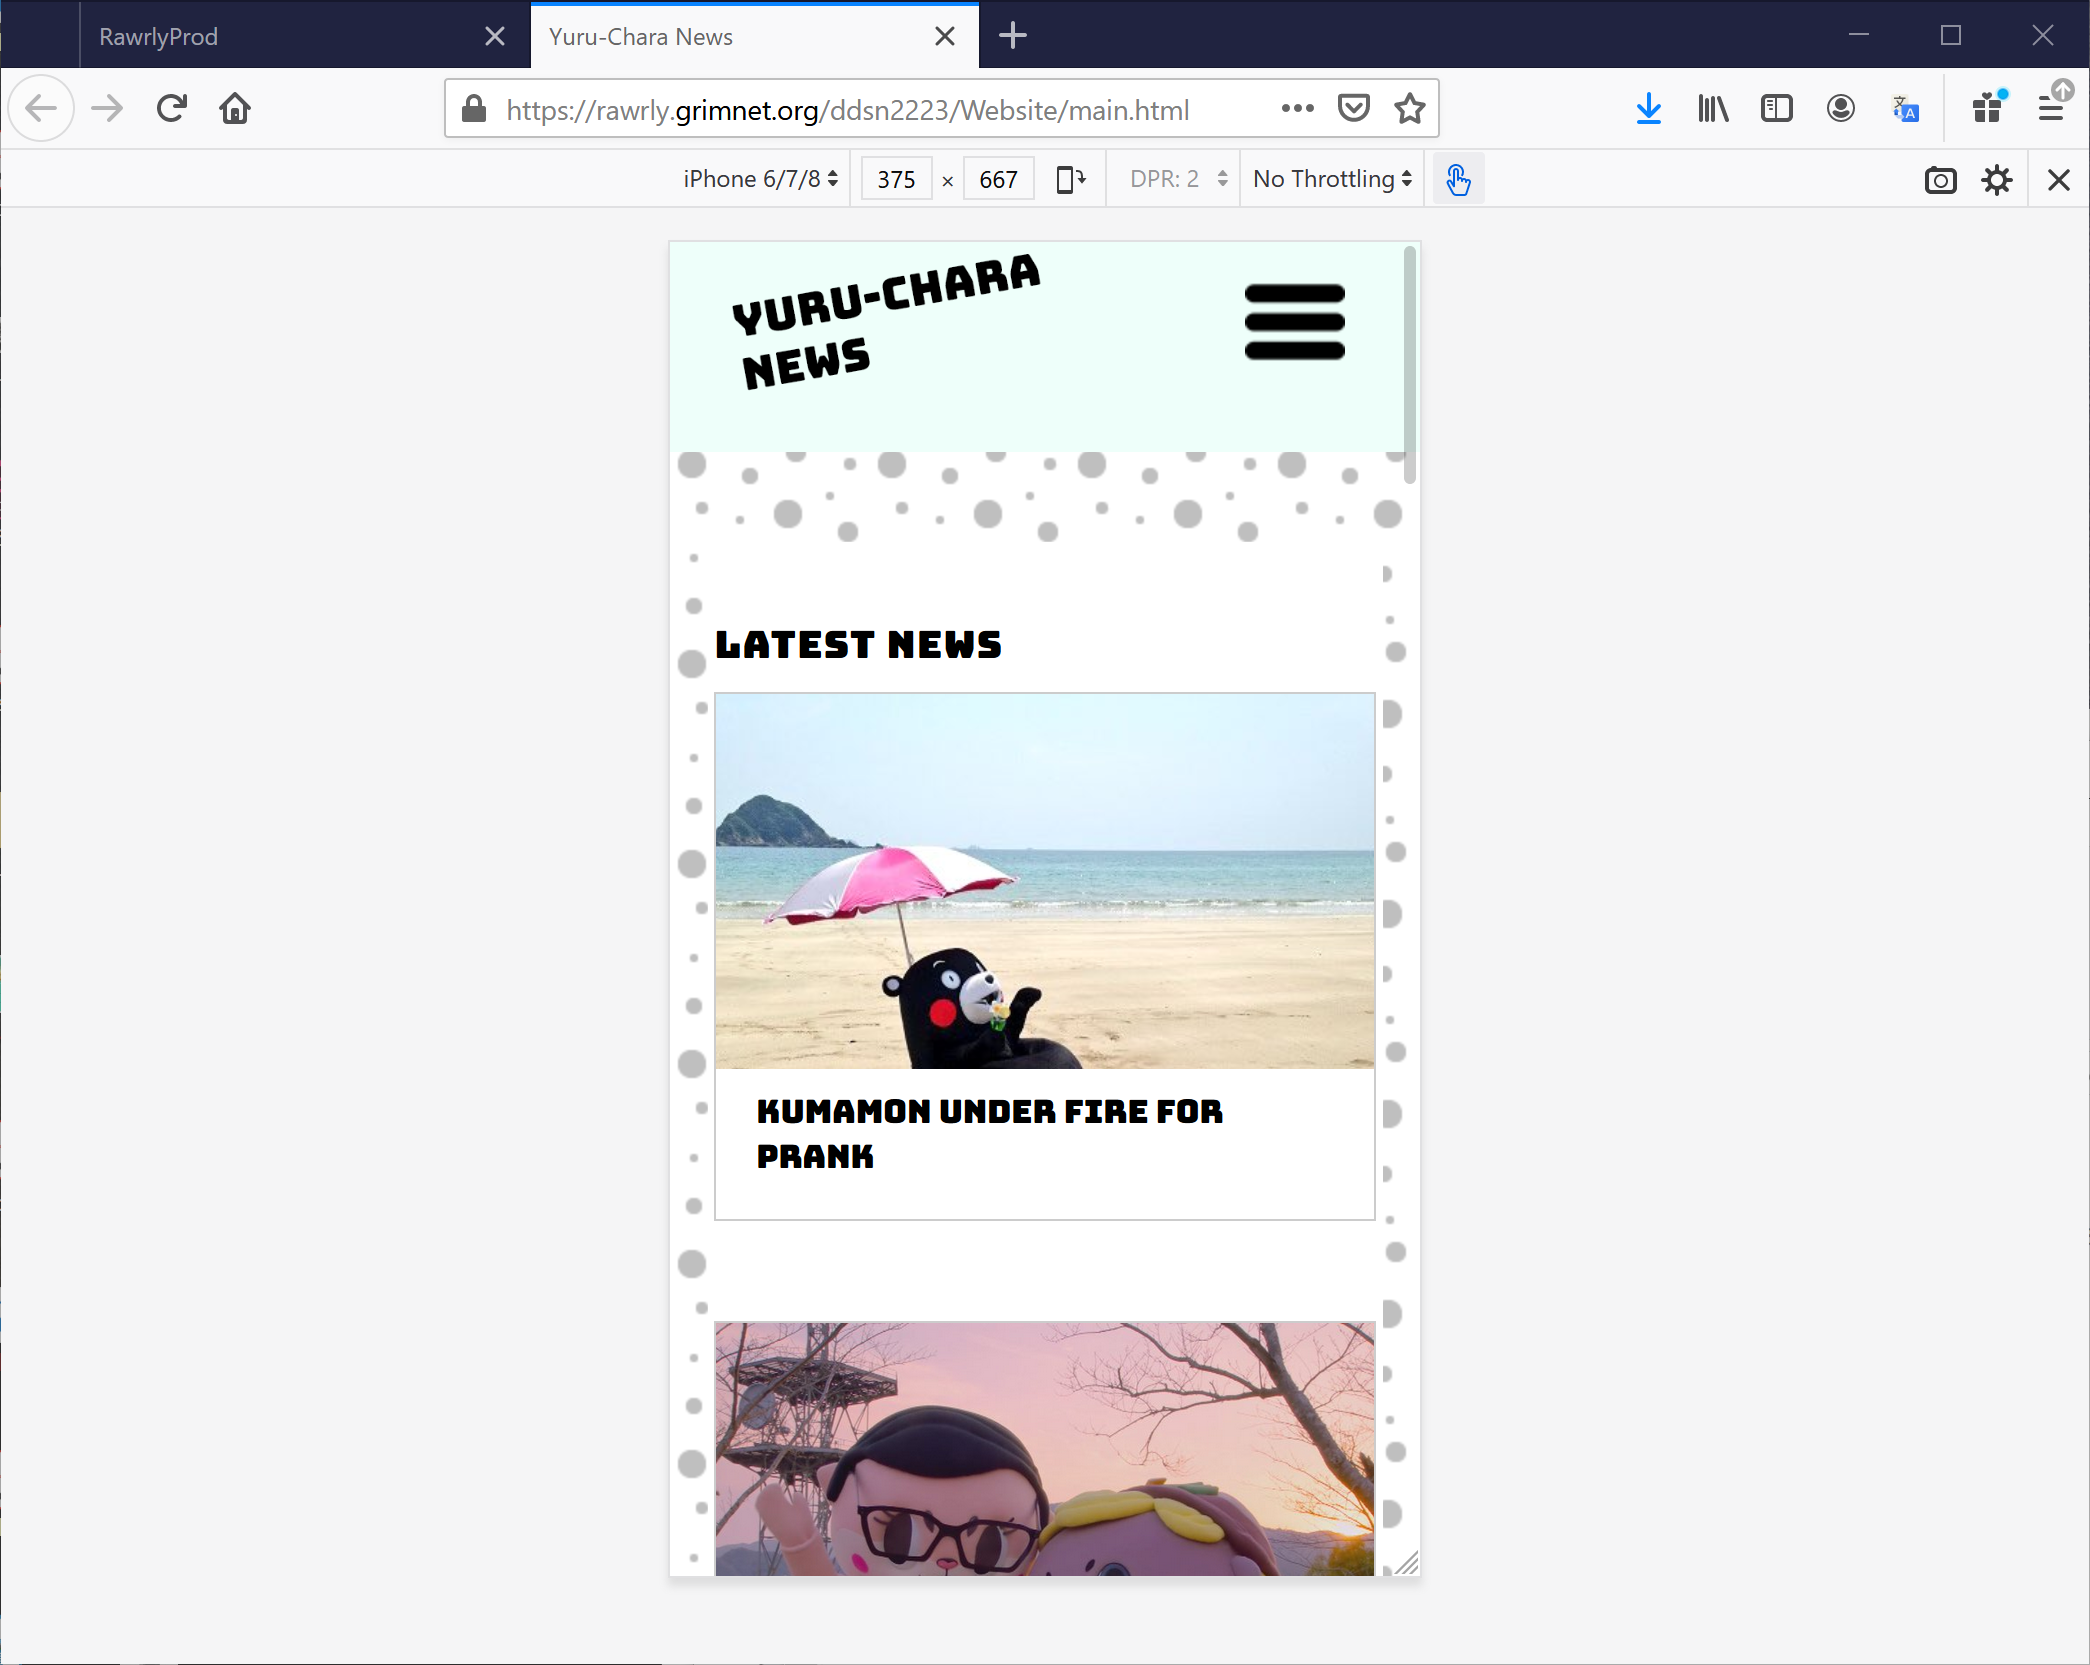 RawrlyProd
Yuru-Chara News
https://rawrly.grimnet.org/ddsn2223/Website/main.html
iPhone 6/7/8
375 × 667
DPR: 2
No Throttling
YURU-CHARA
NEWS
LATEST NEWS
KUMAMON UNDER FIRE FOR
PRANK